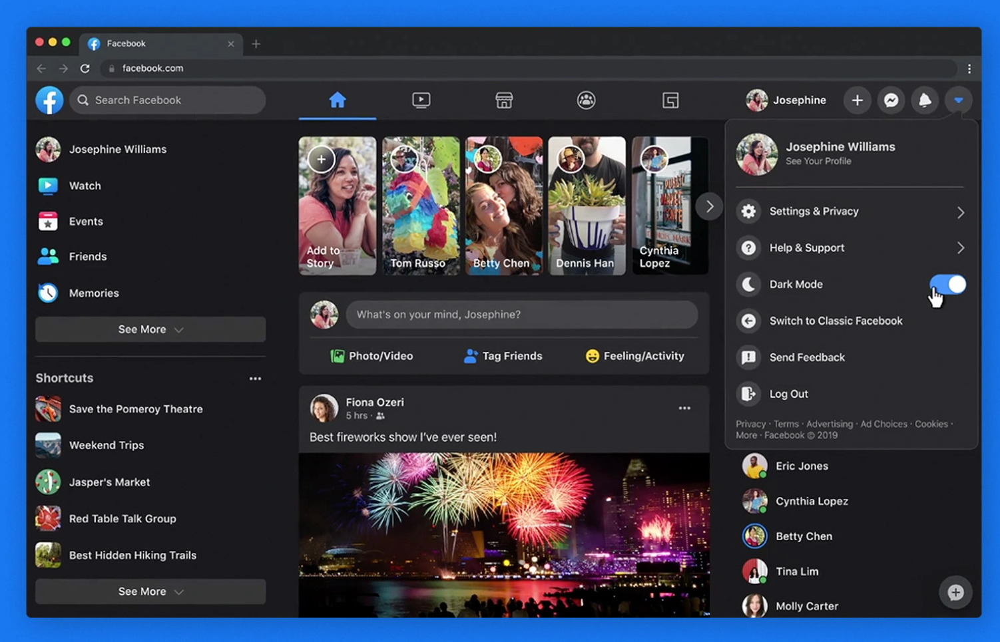 Facebook
facebook.com
Search Facebook
Josephine
Josephine Williams
Watch
Events
Friends
Memories
See More
Shortcuts
Save the Pomeroy Theatre
Weekend Trips
Jasper's Market
Red Table Talk Group
Best Hidden Hiking Trails
See More
Add to
Story
Tom Russo
Betty Chen
Dennis Han
PUBLIC
MARKET
CENTER
Cynthia
Lopez
What's on your mind, Josephine?
Photo/Video
Tag Friends
Feeling/Activity
Fiona Ozeri
5 hrs ·
Best fireworks show I've ever seen!
Josephine Williams
See Your Profile
Settings & Privacy
Help & Support
Dark Mode
Switch to Classic Facebook
Send Feedback
Log Out
Privacy · Terms · Advertising · Ad Choices · Cookies ·
More · Facebook © 2019
Eric Jones
Cynthia Lopez
Betty Chen
Tina Lim
Molly Carter